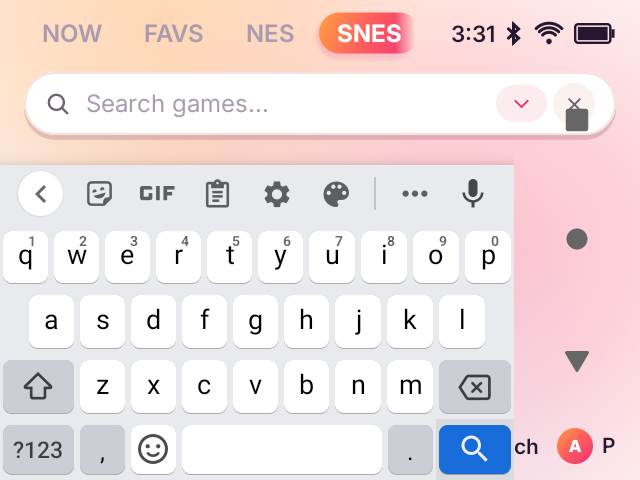 NOW FAVS NES SNES 3:31
Search games...
GIF
1 2 3 4 5 6 7 8 9 0
q w e r t y u i o p
a s d f g h j k l
z x c v b n m
?123 , . ch A P